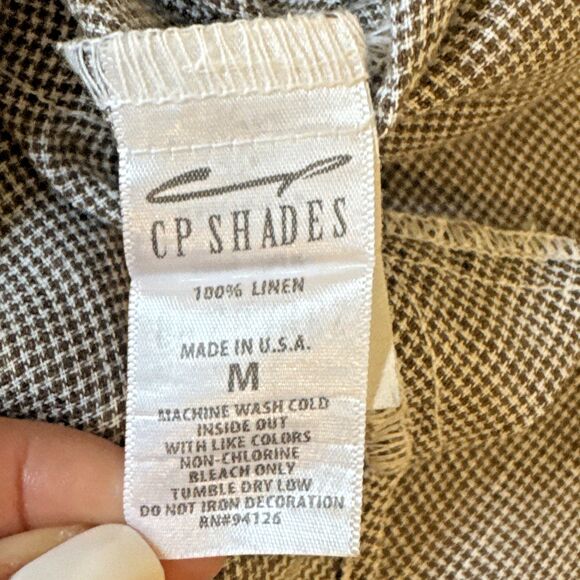 CP SHADES
100% LINEN
MADE IN U.S.A.
M
MACHINE WASH COLD
INSIDE OUT
WITH LIKE COLORS
NON-CHLORINE
BLEACH ONLY
TUMBLE DRY LOW
DO NOT IRON DECORATION
RN#94126